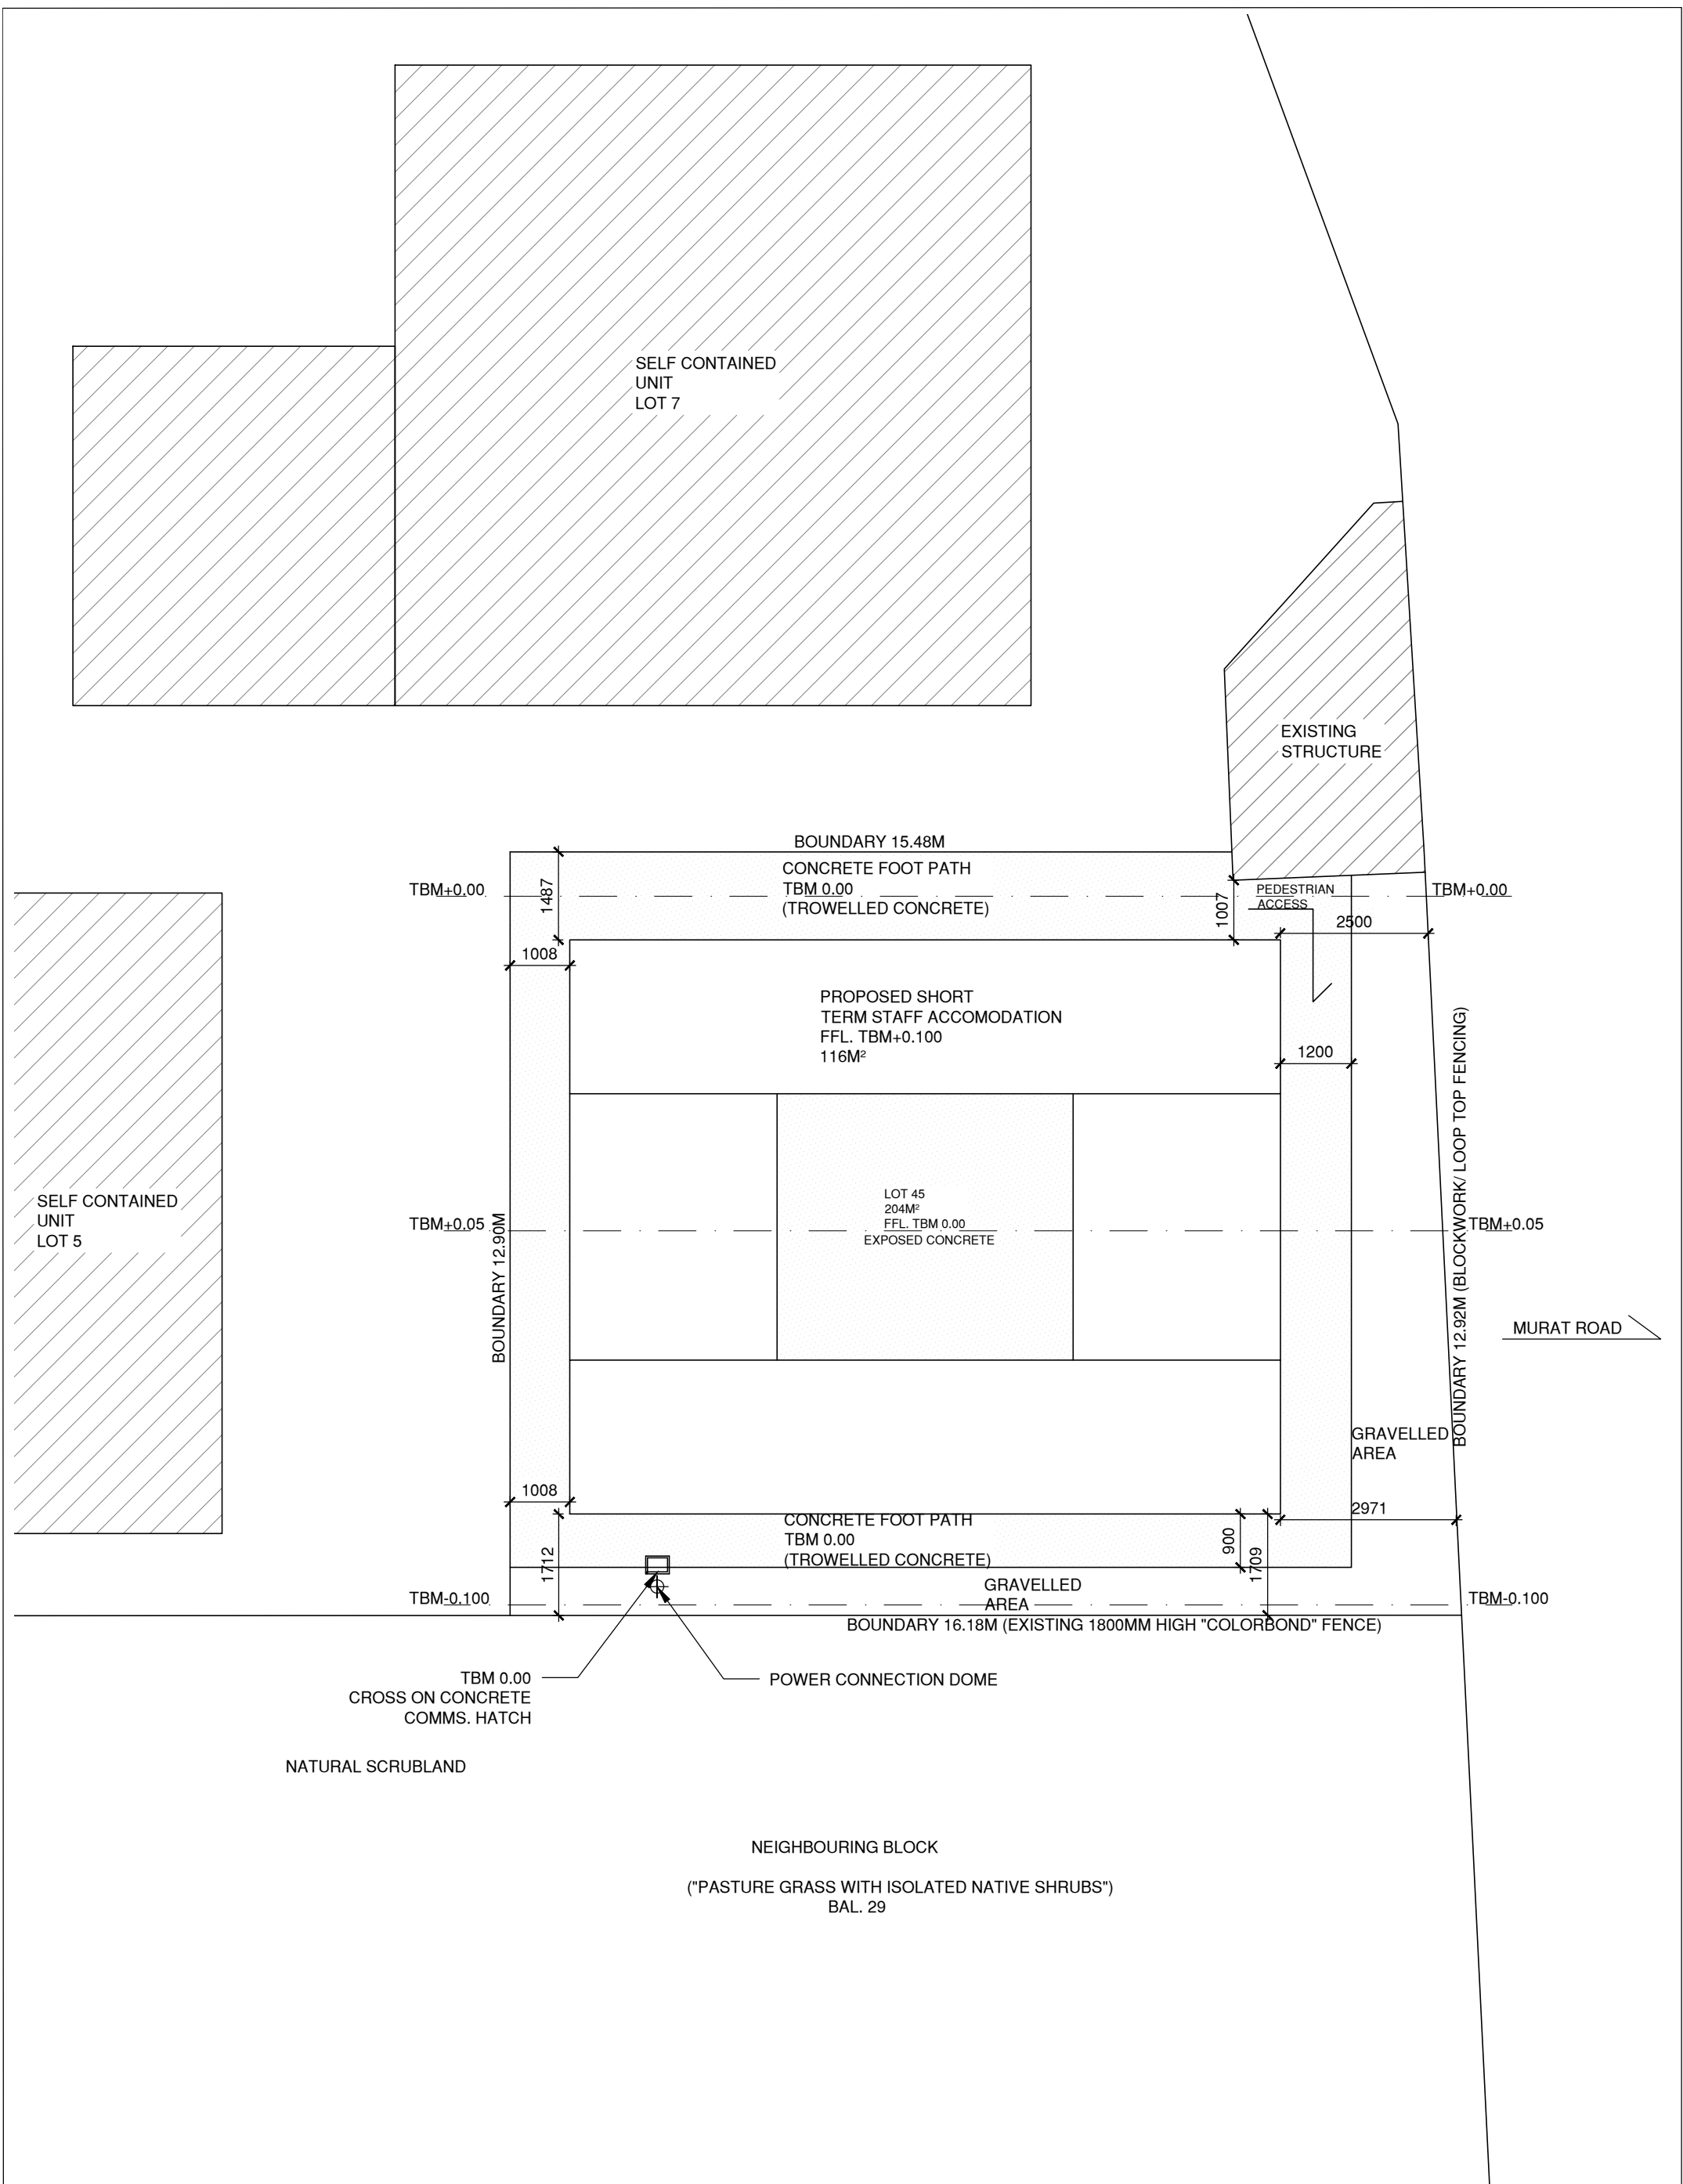 SELF CONTAINED
UNIT
LOT 7
EXISTING
STRUCTURE
BOUNDARY 15.48M
CONCRETE FOOT PATH
TBM 0.00
(TROWELLED CONCRETE)
TBM+0.00
1487
1007
PEDESTRIAN
ACCESS
TBM+0.00
2500
1008
PROPOSED SHORT
TERM STAFF ACCOMODATION
FFL. TBM+0.100
116M²
1200
SELF CONTAINED
UNIT
LOT 5
TBM+0.05
BOUNDARY 12.90M
LOT 45
204M²
FFL. TBM 0.00
EXPOSED CONCRETE
TBM+0.05
BOUNDARY 12.92M (BLOCKWORK/ LOOP TOP FENCING)
MURAT ROAD
GRAVELLED
AREA
1008
2971
CONCRETE FOOT PATH
TBM 0.00
(TROWELLED CONCRETE)
1712
900
1709
GRAVELLED
AREA
TBM-0.100
TBM-0.100
BOUNDARY 16.18M (EXISTING 1800MM HIGH "COLORBOND" FENCE)
TBM 0.00
CROSS ON CONCRETE
COMMS. HATCH
POWER CONNECTION DOME
NATURAL SCRUBLAND
NEIGHBOURING BLOCK
("PASTURE GRASS WITH ISOLATED NATIVE SHRUBS")
BAL. 29